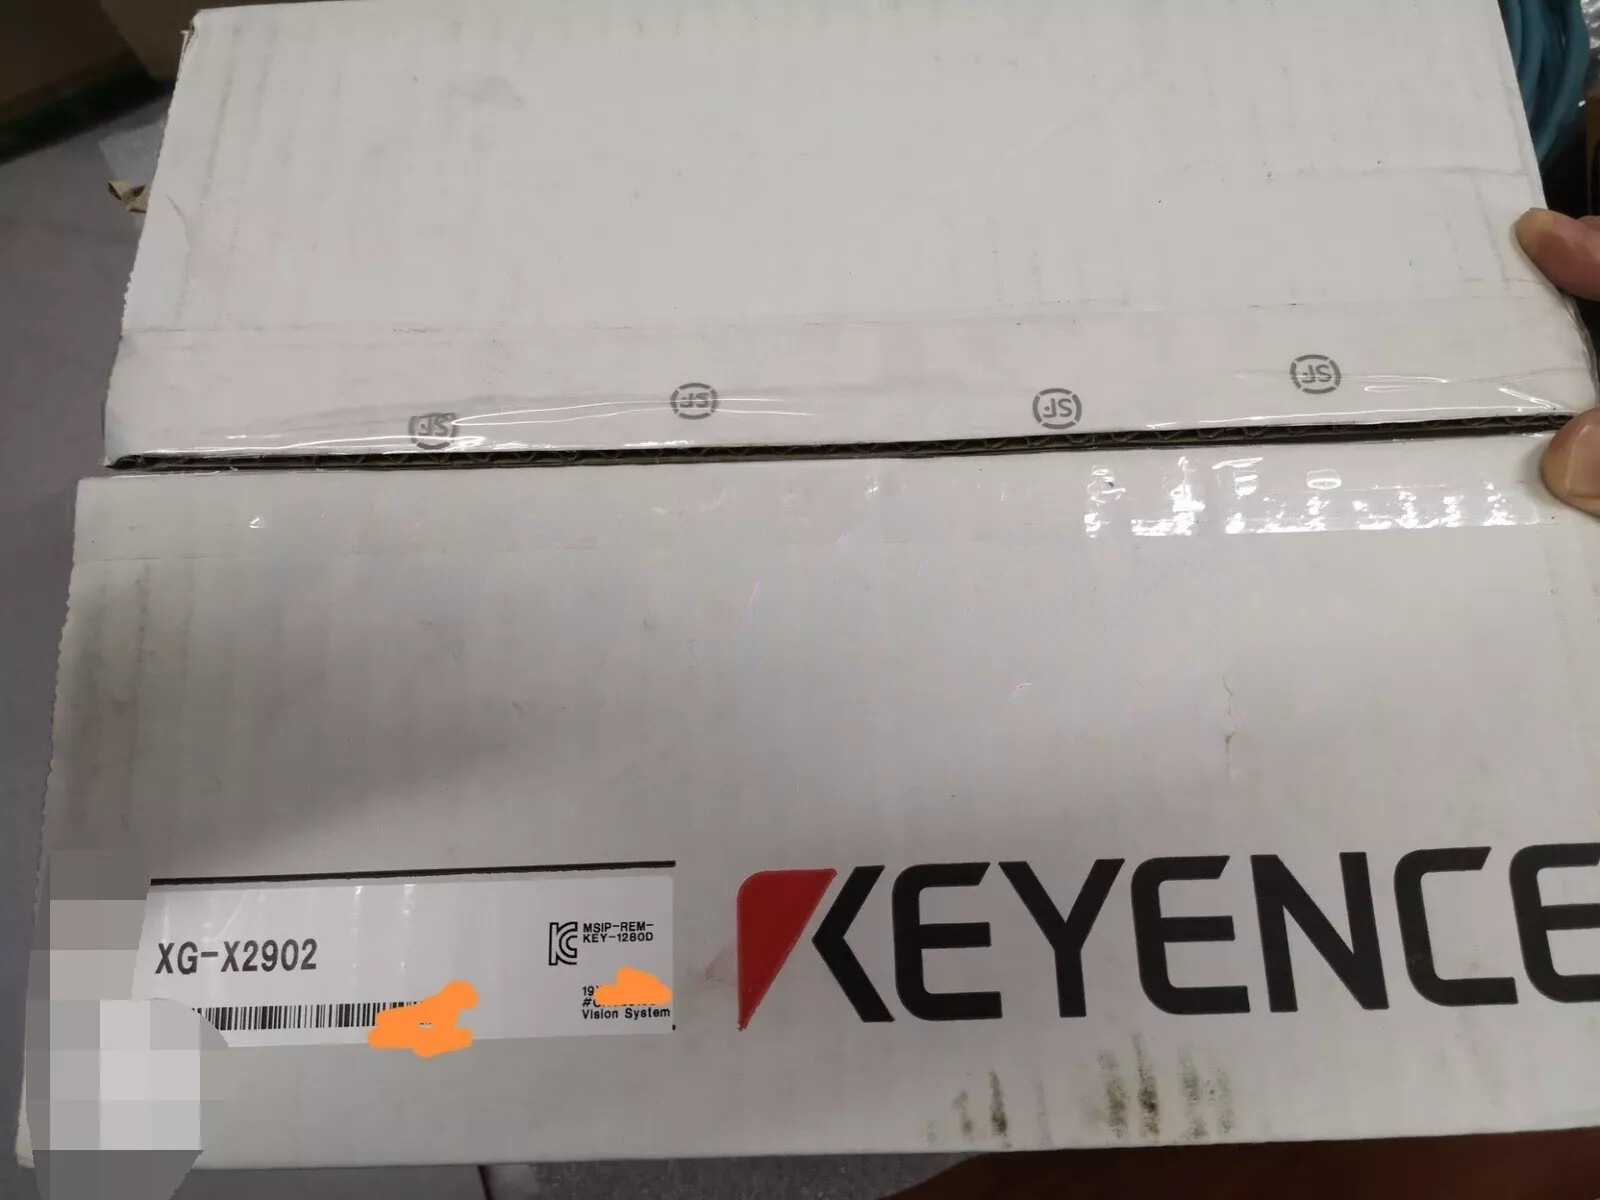 SF
SF
SF
SF
KEYENCE
XG-X2902
MSIP-REM-
KEY-1280D
Vision System